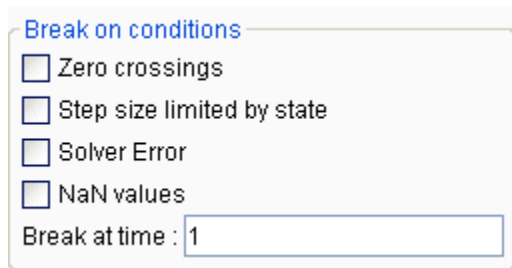 Break on conditions
Zero crossings
Step size limited by state
Solver Error
NaN values
Break at time : 1